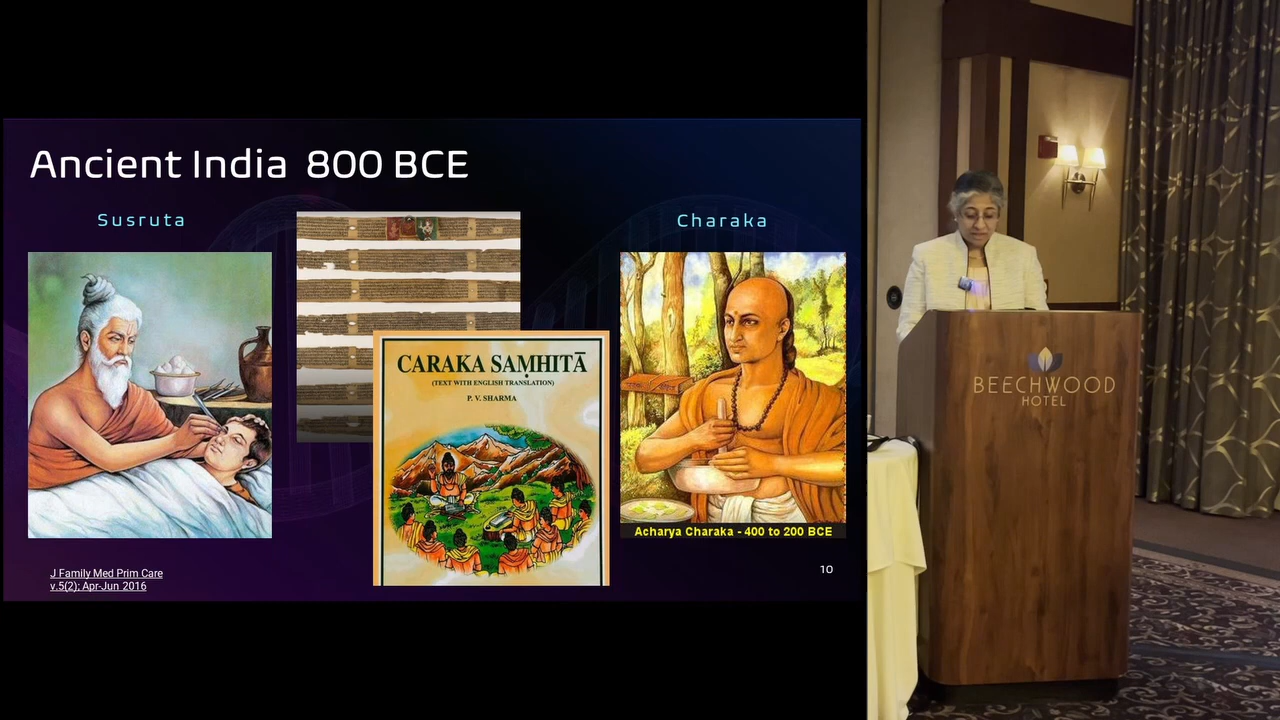 Ancient India 800 BCE
Susruta
Charaka
CARAKA SAṂHITĀ
(TEXT WITH ENGLISH TRANSLATION)
P. V. SHARMA
Acharya Charaka - 400 to 200 BCE
J Family Med Prim Care
v.5(2); Apr-Jun 2016
10
BEECHWOOD
HOTEL